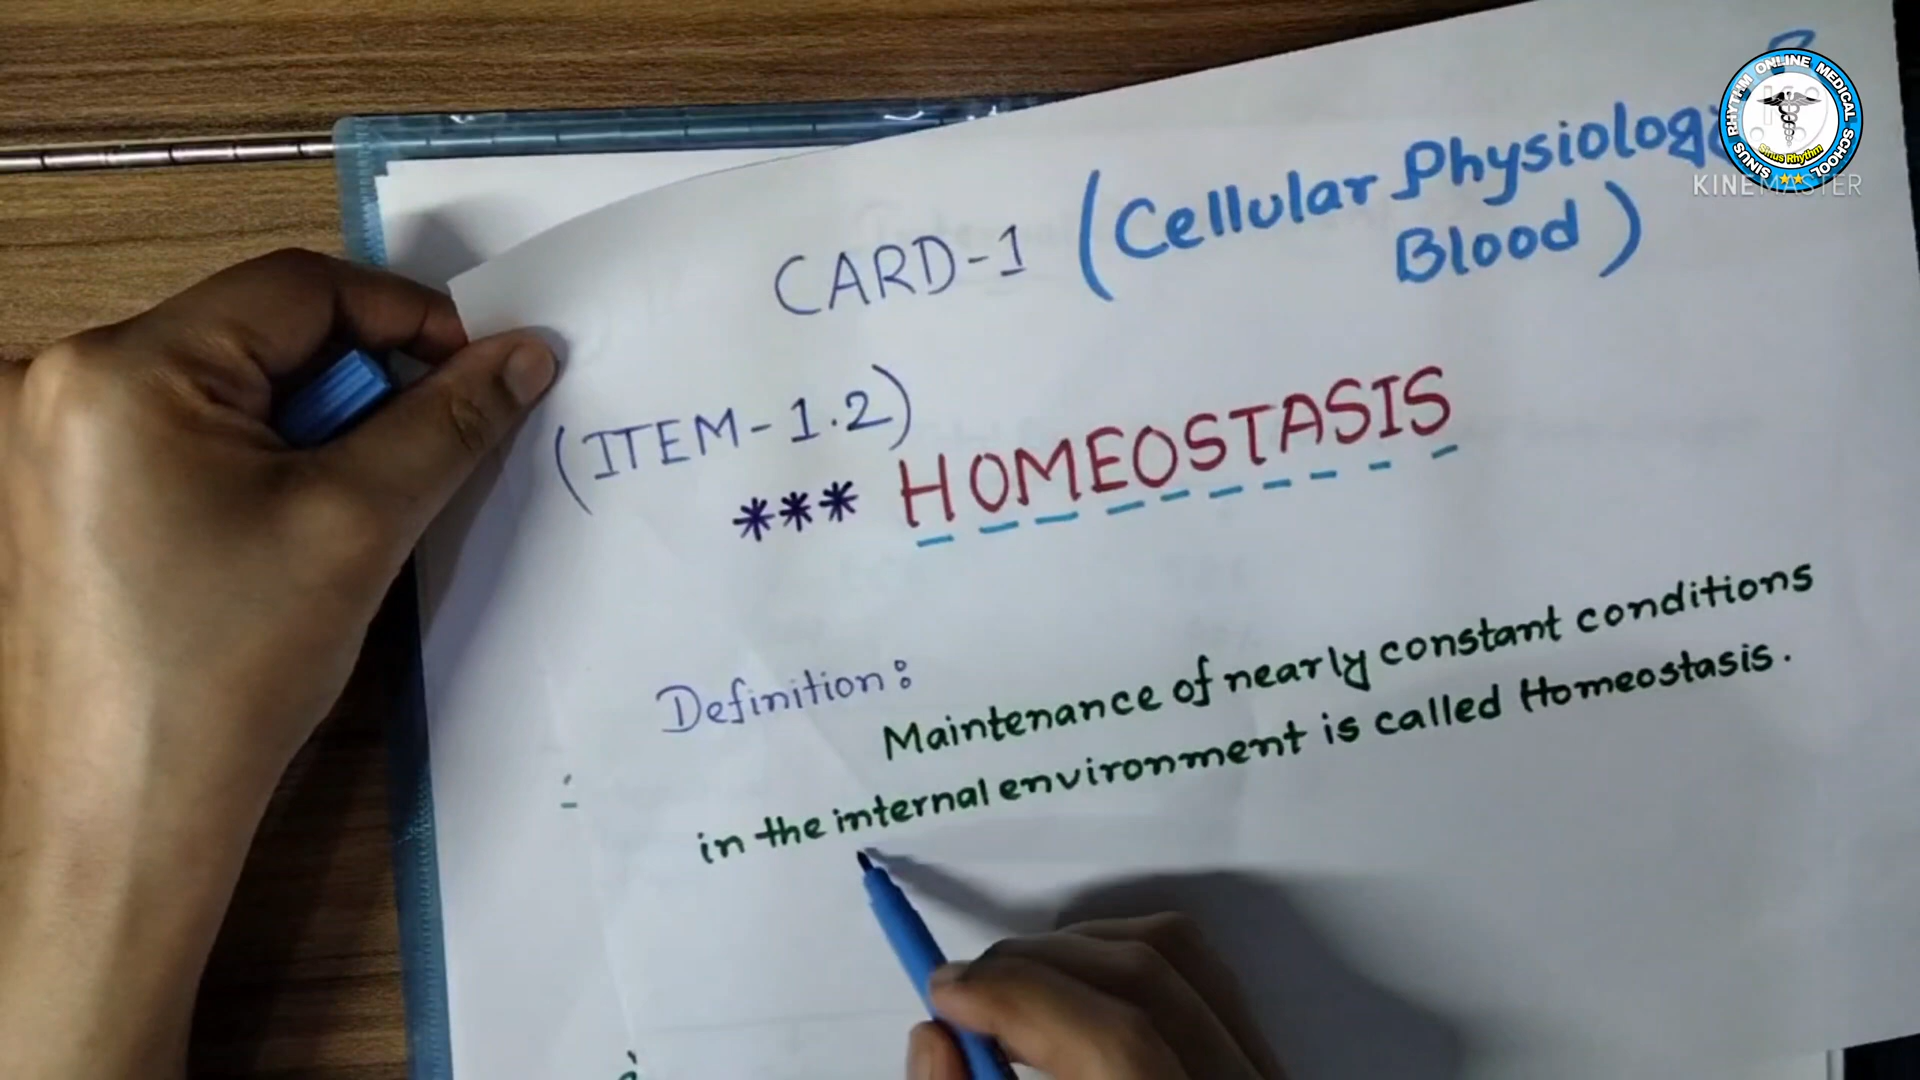 SINUS RHYTHM ONLINE MEDICAL SCHOOL
Sinus Rhythm
KINEMASTER
CARD-1 (Cellular Physiology
Blood)
(ITEM-1.2)
*** HOMEOSTASIS
Definition:
Maintenance of nearly constant conditions
in the internal environment is called Homeostasis.